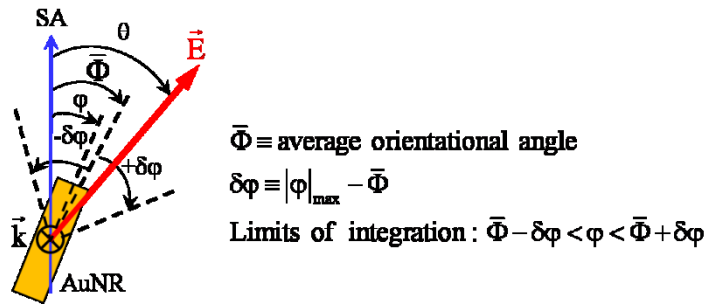 SA
θ
E⃗
Φ̄
φ
-δφ
+δφ
k⃗
AuNR
Φ̄ ≡ average orientational angle
δφ ≡ |φ|max − Φ̄
Limits of integration : Φ̄ − δφ < φ < Φ̄ + δφ